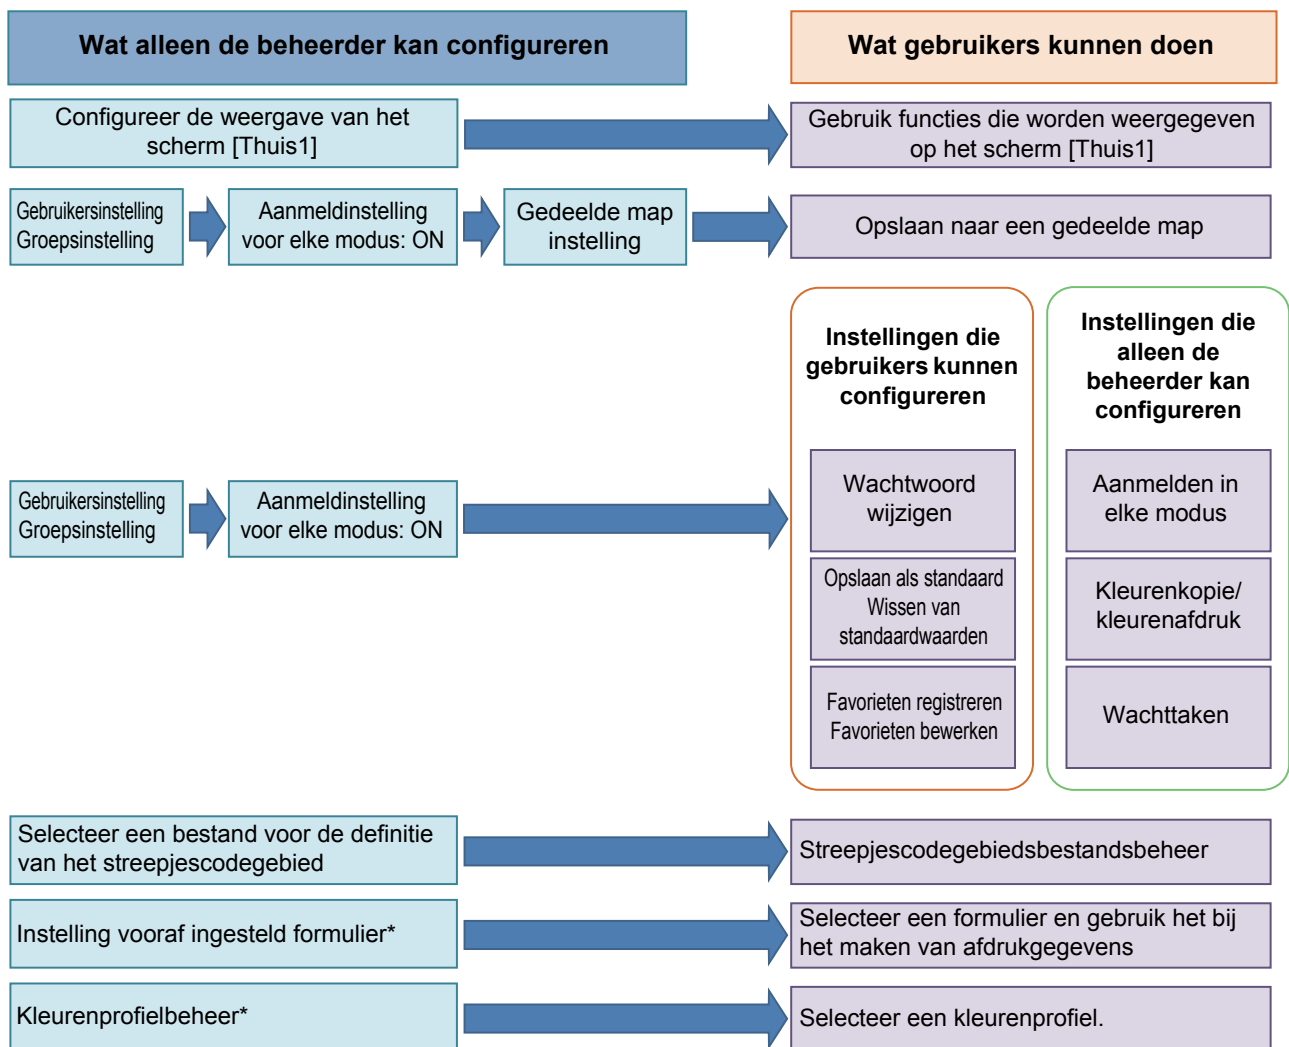 Wat alleen de beheerder kan configureren
Wat gebruikers kunnen doen
Configureer de weergave van het
scherm [Thuis1]
Gebruik functies die worden weergegeven
op het scherm [Thuis1]
Gebruikersinstelling
Groepsinstelling
Aanmeldinstelling
voor elke modus: ON
Gedeelde map
instelling
Opslaan naar een gedeelde map
Instellingen die
gebruikers kunnen
configureren
Instellingen die
alleen de
beheerder kan
configureren
Gebruikersinstelling
Groepsinstelling
Aanmeldinstelling
voor elke modus: ON
Wachtwoord
wijzigen
Aanmelden in
elke modus
Opslaan als standaard
Wissen van
standaardwaarden
Kleurenkopie/
kleurenafdruk
Favorieten registreren
Favorieten bewerken
Wachttaken
Selecteer een bestand voor de definitie
van het streepjescodegebied
Streepjescodegebiedsbestandsbeheer
Instelling vooraf ingesteld formulier*
Selecteer een formulier en gebruik het bij
het maken van afdrukgegevens
Kleurenprofielbeheer*
Selecteer een kleurenprofiel.